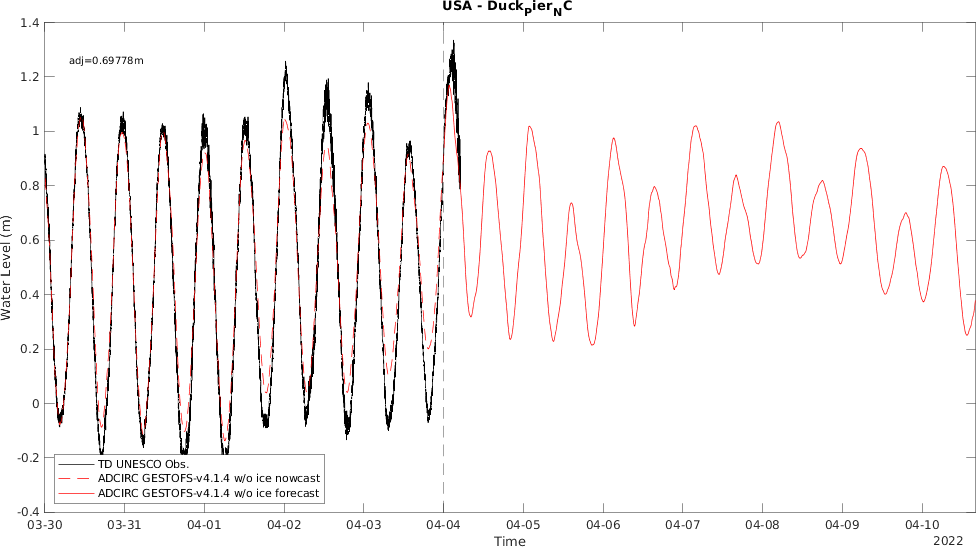 USA - Duck_Pier_NC
adj=0.69778m
1.4
1.2
1
0.8
0.6
0.4
0.2
0
-0.2
-0.4
Water Level (m)
TD UNESCO Obs.
ADCIRC GESTOFS-v4.1.4 w/o ice nowcast
ADCIRC GESTOFS-v4.1.4 w/o ice forecast
03-30 03-31 04-01 04-02 04-03 04-04 04-05 04-06 04-07 04-08 04-09 04-10
Time
2022